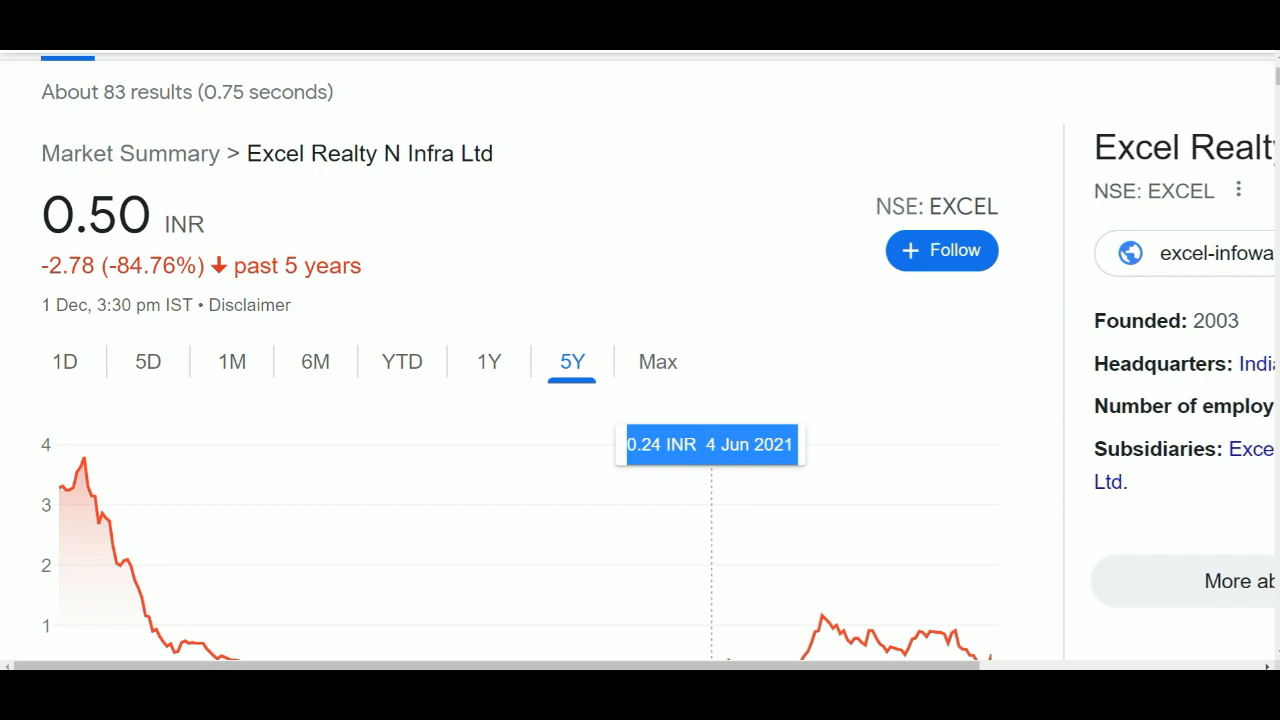 About 83 results (0.75 seconds)
Market Summary > Excel Realty N Infra Ltd
0.50 INR
-2.78 (-84.76%) ↓ past 5 years
1 Dec, 3:30 pm IST • Disclaimer
NSE: EXCEL
+ Follow
1D 5D 1M 6M YTD 1Y 5Y Max
0.24 INR 4 Jun 2021
4
3
2
1
Excel Realty
NSE: EXCEL
excel-infowa
Founded: 2003
Headquarters: India
Number of employ
Subsidiaries: Exce
Ltd.
More ab